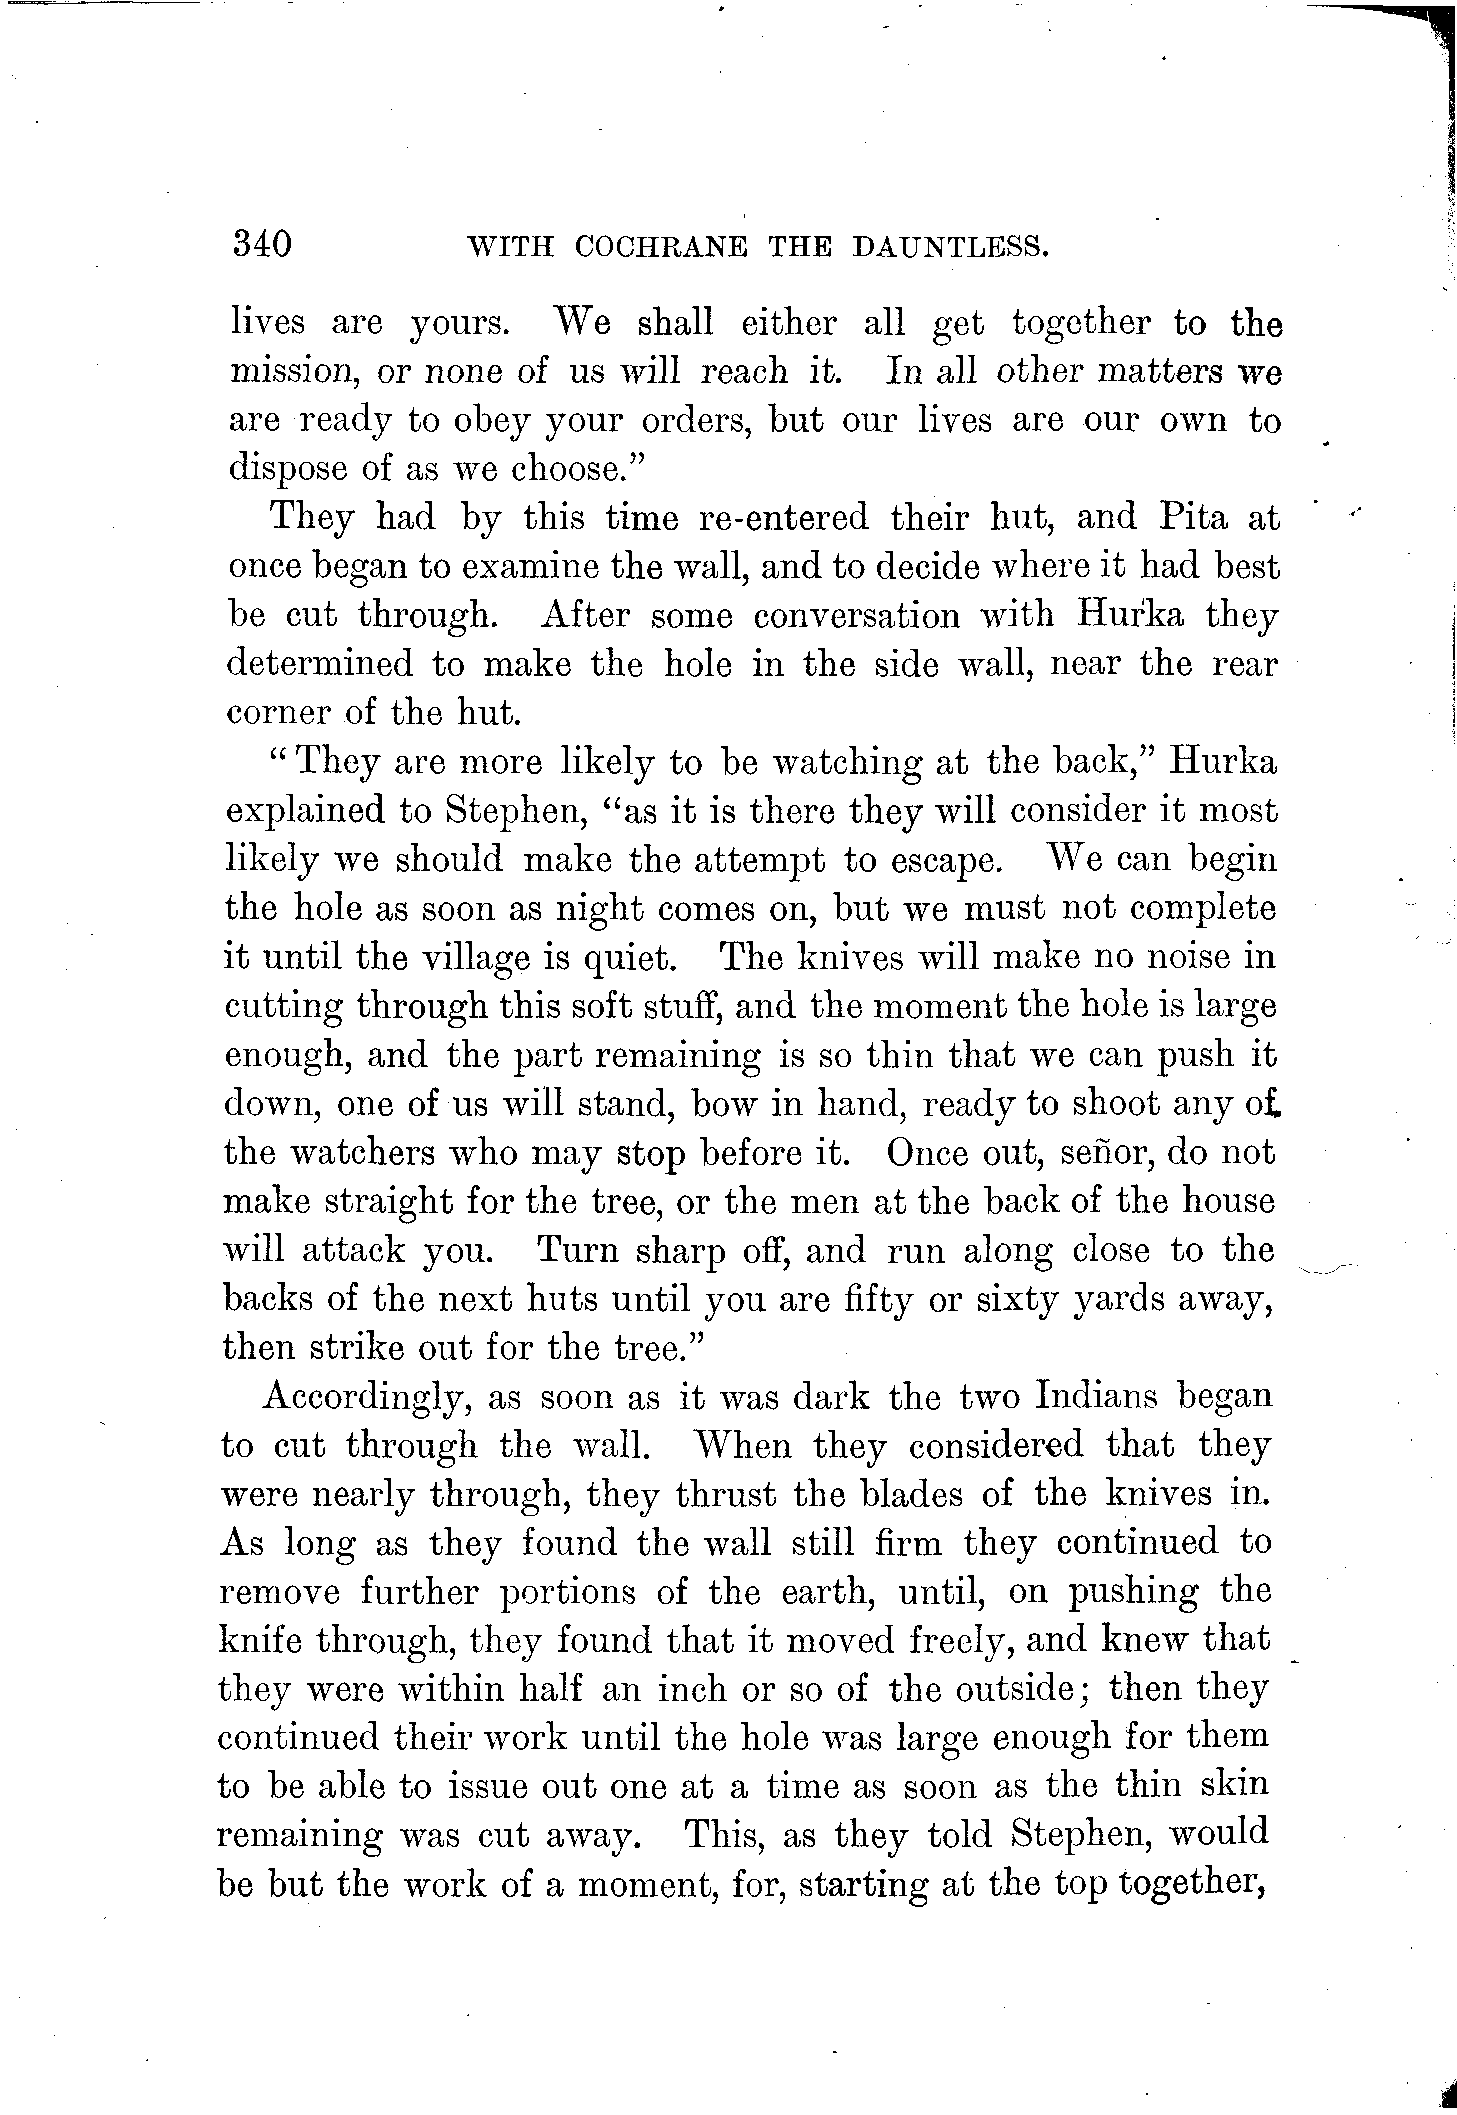 340 WITH COCHRANE THE DAUNTLESS.
lives are yours. We shall either all get together to the
mission, or none of us will reach it. In all other matters we
are ready to obey your orders, but our lives are our own to
dispose of as we choose.”
They had by this time re-entered their hut, and Pita at
once began to examine the wall, and to decide where it had best
be cut through. After some conversation with Hurka they
determined to make the hole in the side wall, near the rear
corner of the hut.
“They are more likely to be watching at the back,” Hurka
explained to Stephen, “as it is there they will consider it most
likely we should make the attempt to escape. We can begin
the hole as soon as night comes on, but we must not complete
it until the village is quiet. The knives will make no noise in
cutting through this soft stuff, and the moment the hole is large
enough, and the part remaining is so thin that we can push it
down, one of us will stand, bow in hand, ready to shoot any of
the watchers who may stop before it. Once out, señor, do not
make straight for the tree, or the men at the back of the house
will attack you. Turn sharp off, and run along close to the
backs of the next huts until you are fifty or sixty yards away,
then strike out for the tree.”
Accordingly, as soon as it was dark the two Indians began
to cut through the wall. When they considered that they
were nearly through, they thrust the blades of the knives in.
As long as they found the wall still firm they continued to
remove further portions of the earth, until, on pushing the
knife through, they found that it moved freely, and knew that
they were within half an inch or so of the outside; then they
continued their work until the hole was large enough for them
to be able to issue out one at a time as soon as the thin skin
remaining was cut away. This, as they told Stephen, would
be but the work of a moment, for, starting at the top together,